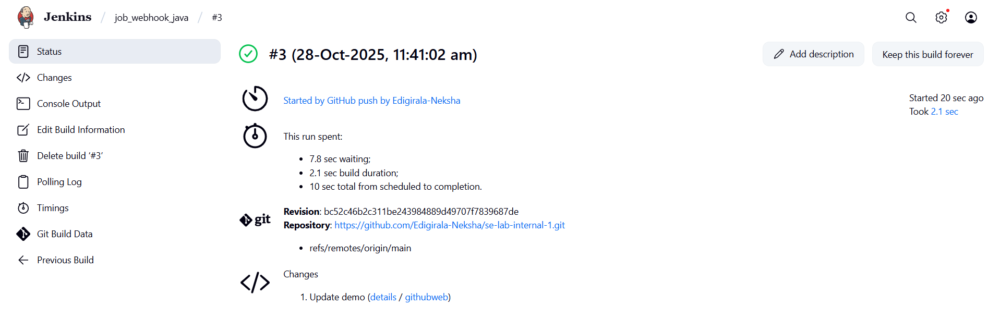 Jenkins / job_webhook_java / #3
Status
Changes
Console Output
Edit Build Information
Delete build ‘#3’
Polling Log
Timings
Git Build Data
Previous Build
#3 (28-Oct-2025, 11:41:02 am)
Add description
Keep this build forever
Started by GitHub push by Edigirala-Neksha
Started 20 sec ago
Took 2.1 sec
This run spent:
• 7.8 sec waiting;
• 2.1 sec build duration;
• 10 sec total from scheduled to completion.
git
Revision: bc52c46b2c311be243984889d49707f7839687de
Repository: https://github.com/Edigirala-Neksha/se-lab-internal-1.git
• refs/remotes/origin/main
Changes
1. Update demo (details / githubweb)